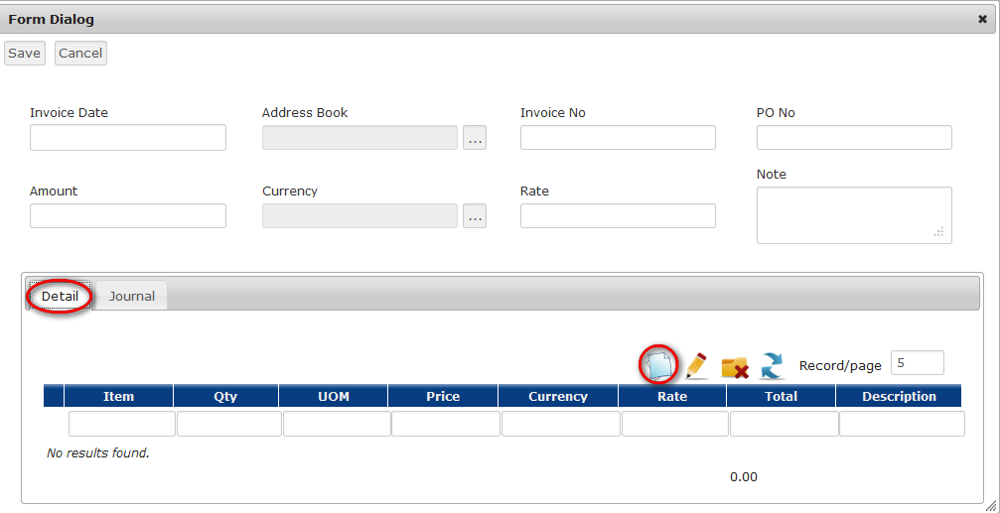 Form Dialog
Save Cancel
Invoice Date Address Book Invoice No PO No
... 
Amount Currency Rate Note
...
Detail Journal
Record/page 5
Item Qty UOM Price Currency Rate Total Description
No results found.
0.00